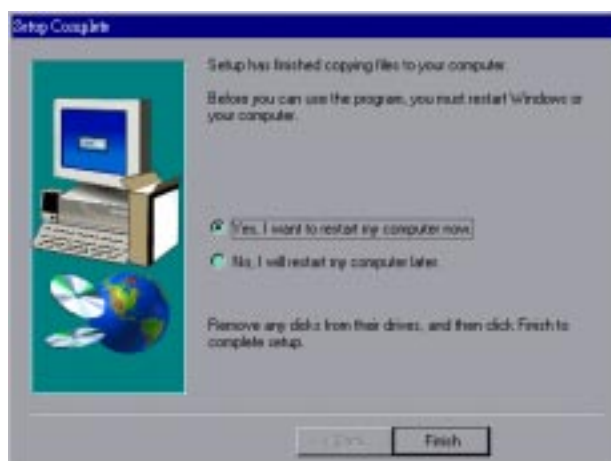 Setup Complete
Setup has finished copying files to your computer.
Before you can use the program, you must restart Windows or
your computer.
Yes, I want to restart my computer now.
No, I will restart my computer later.
Remove any disks from their drives, and then click Finish to
complete setup.
< Back
Finish